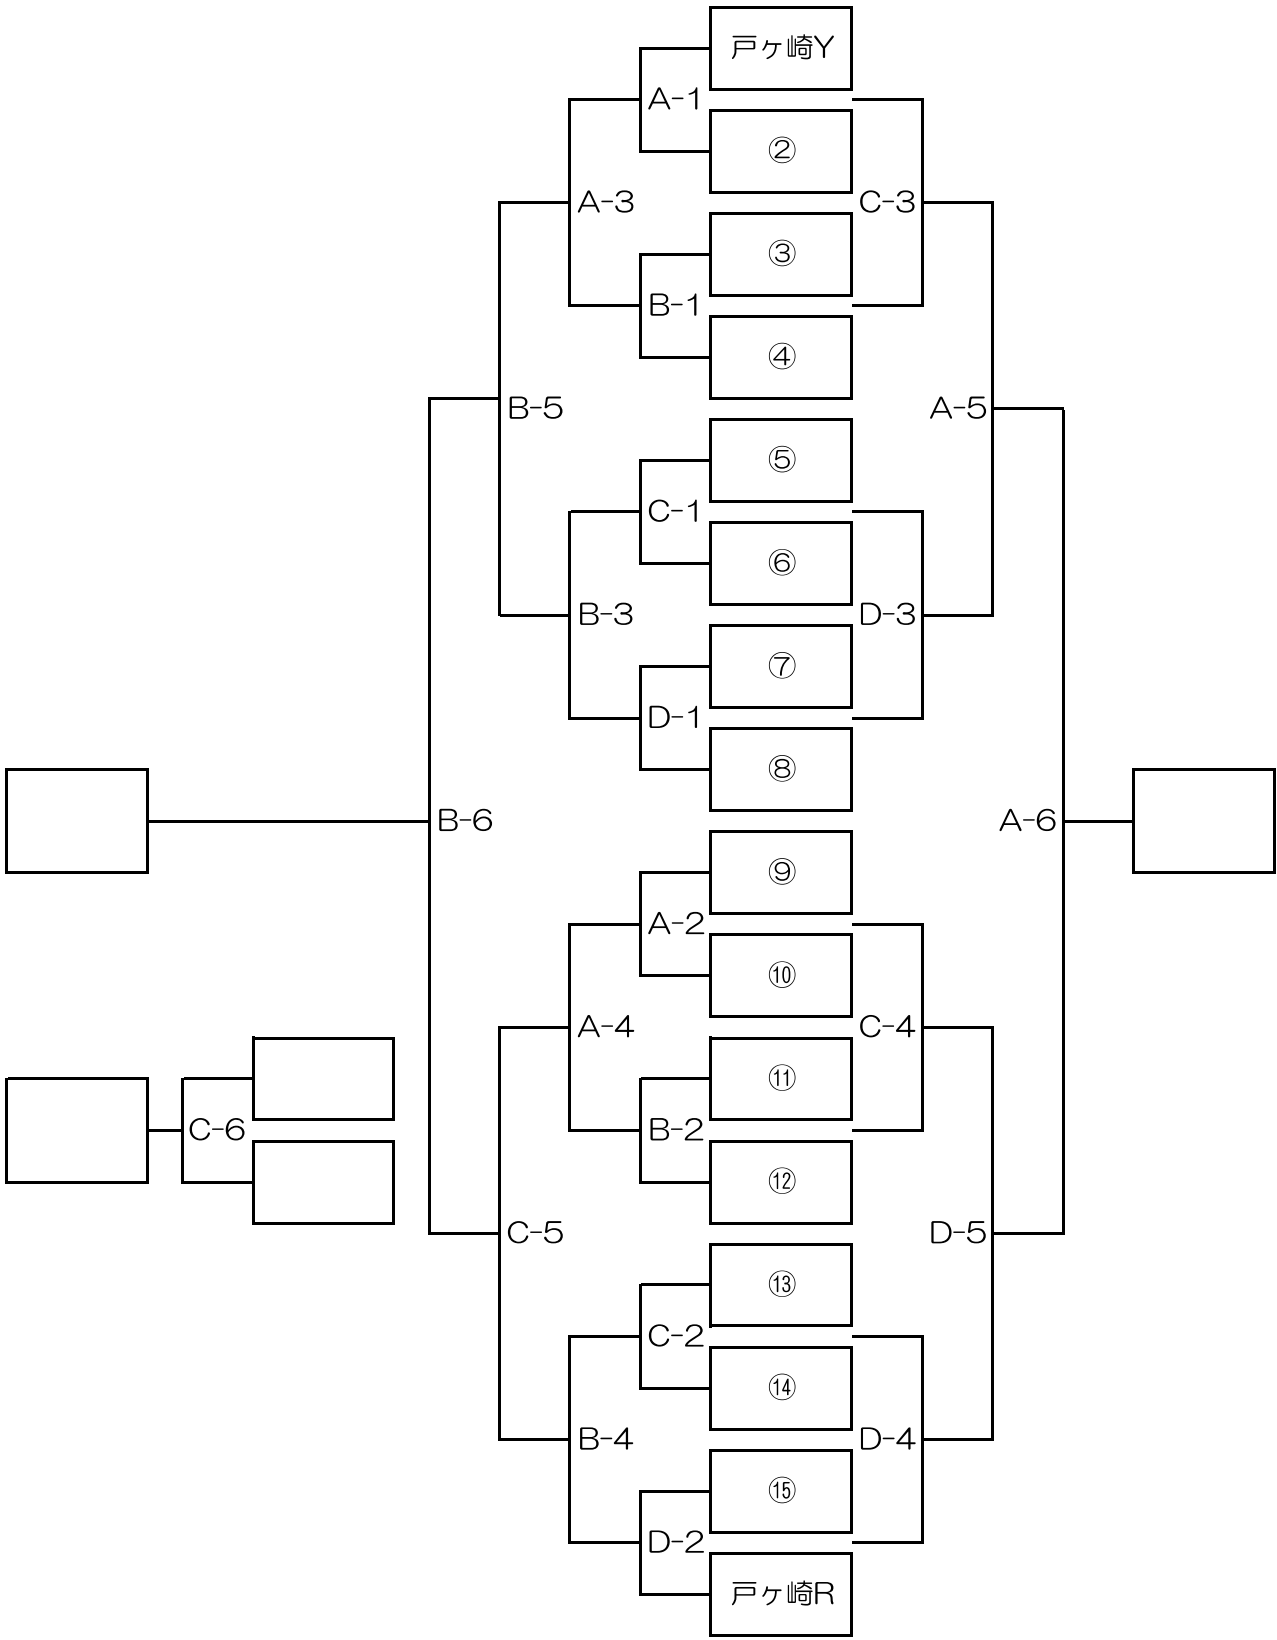 戸ヶ崎Y
A-1
②
A-3
C-3
③
B-1
④
B-5
A-5
⑤
C-1
⑥
B-3
D-3
⑦
D-1
⑧
B-6
A-6
⑨
A-2
⑩
A-4
C-4
⑪
C-6
B-2
⑫
C-5
D-5
⑬
C-2
⑭
B-4
D-4
⑮
D-2
戸ヶ崎R